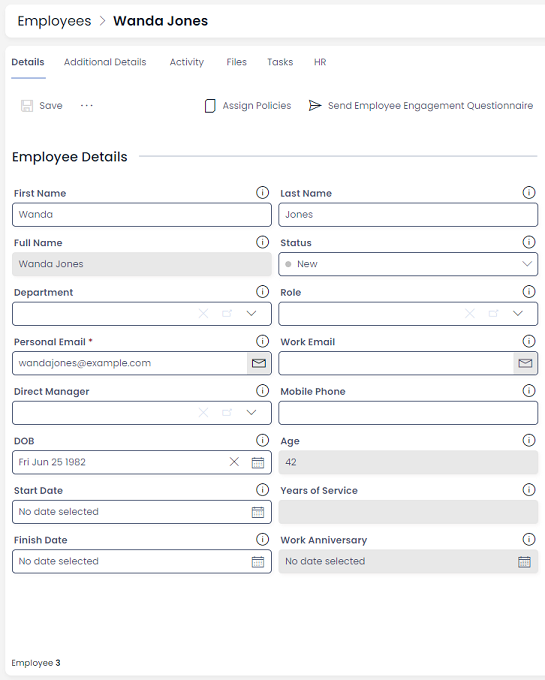 Employees > Wanda Jones
Details Additional Details Activity Files Tasks HR
Save ... Assign Policies Send Employee Engagement Questionnaire
Employee Details
First Name Last Name
Wanda Jones
Full Name Status
Wanda Jones New
Department Role
Personal Email * Work Email
wandajones@example.com
Direct Manager Mobile Phone
DOB Age
Fri Jun 25 1982 42
Start Date Years of Service
No date selected
Finish Date Work Anniversary
No date selected No date selected
Employee 3